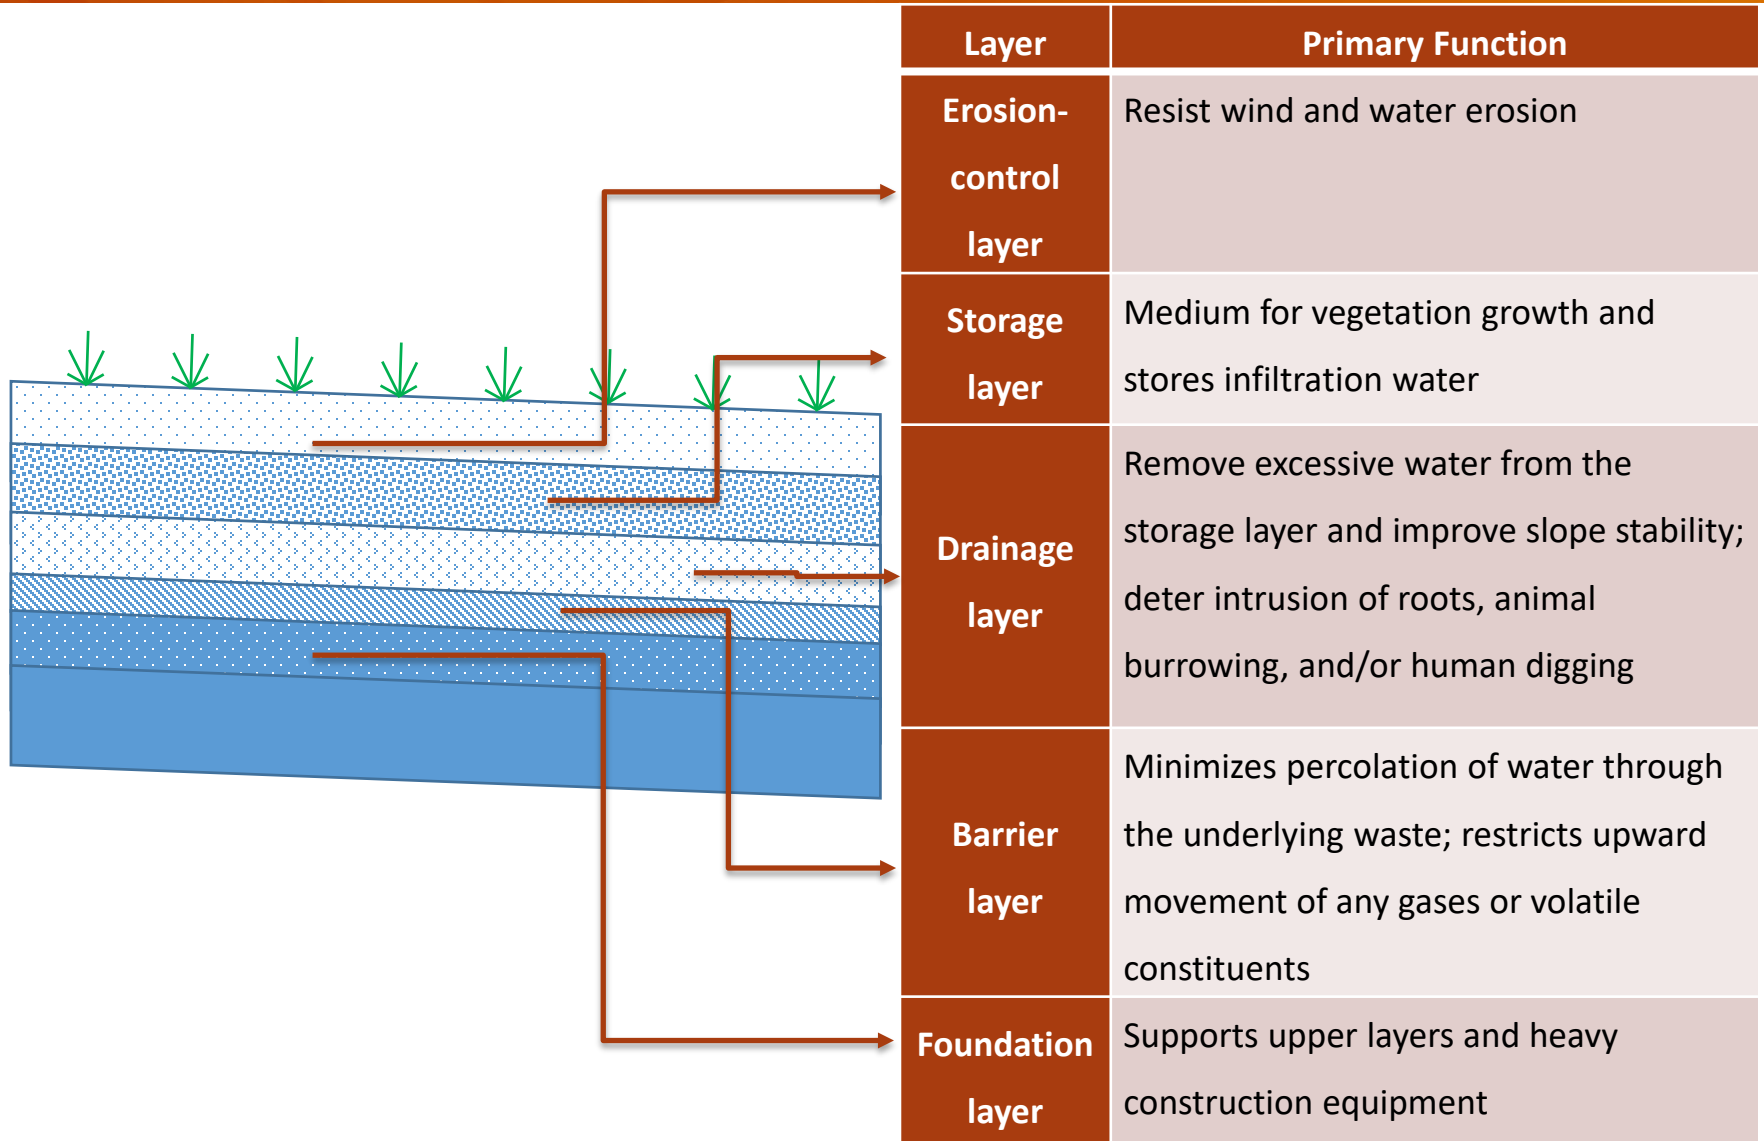 Layer
Primary Function
Erosion-
control
layer
Resist wind and water erosion
Storage
layer
Medium for vegetation growth and
stores infiltration water
Drainage
layer
Remove excessive water from the
storage layer and improve slope stability;
deter intrusion of roots, animal
burrowing, and/or human digging
Barrier
layer
Minimizes percolation of water through
the underlying waste; restricts upward
movement of any gases or volatile
constituents
Foundation
layer
Supports upper layers and heavy
construction equipment